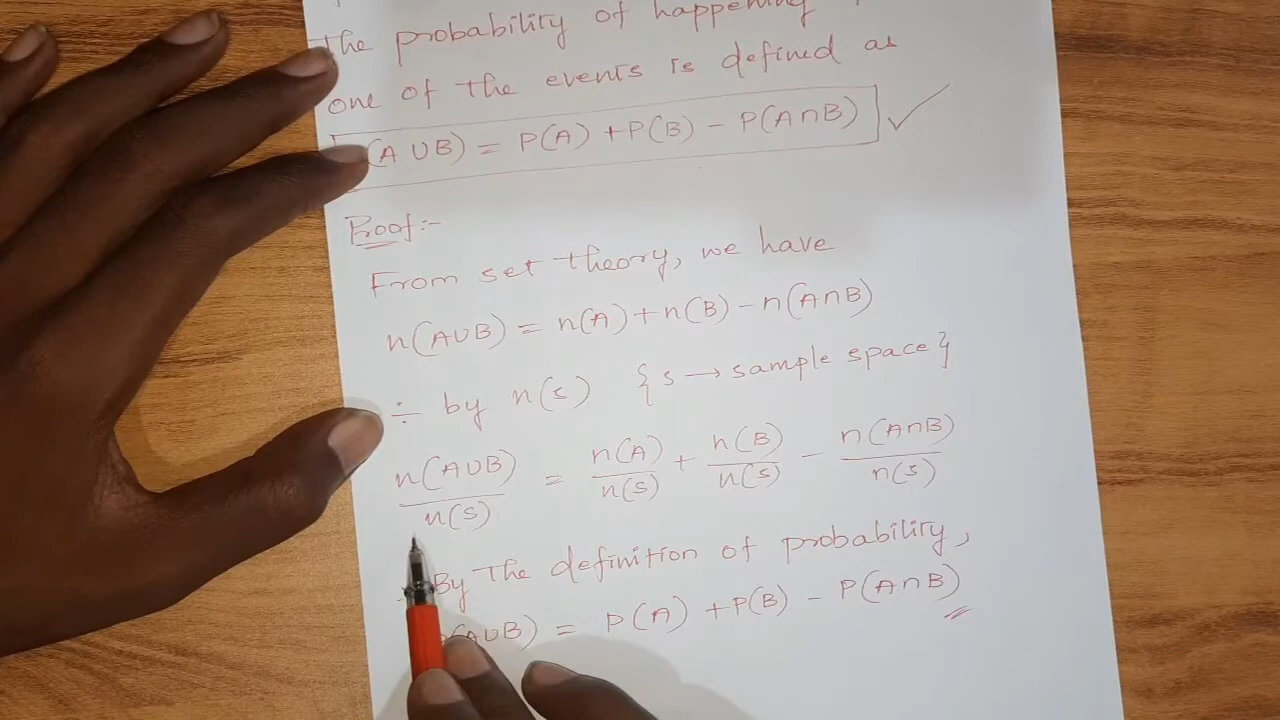 the probability of happening
one of the events is defined as
(A ∪ B) = P(A) + P(B) - P(A∩B) ✓
Proof:-
From set theory, we have
n(A∪B) = n(A) + n(B) - n(A∩B)
÷ by n(s) {s → sample space}
n(A∪B)/n(s) = n(A)/n(s) + n(B)/n(s) - n(A∩B)/n(s)
By the definition of probability,
P(A∪B) = P(A) + P(B) - P(A∩B)